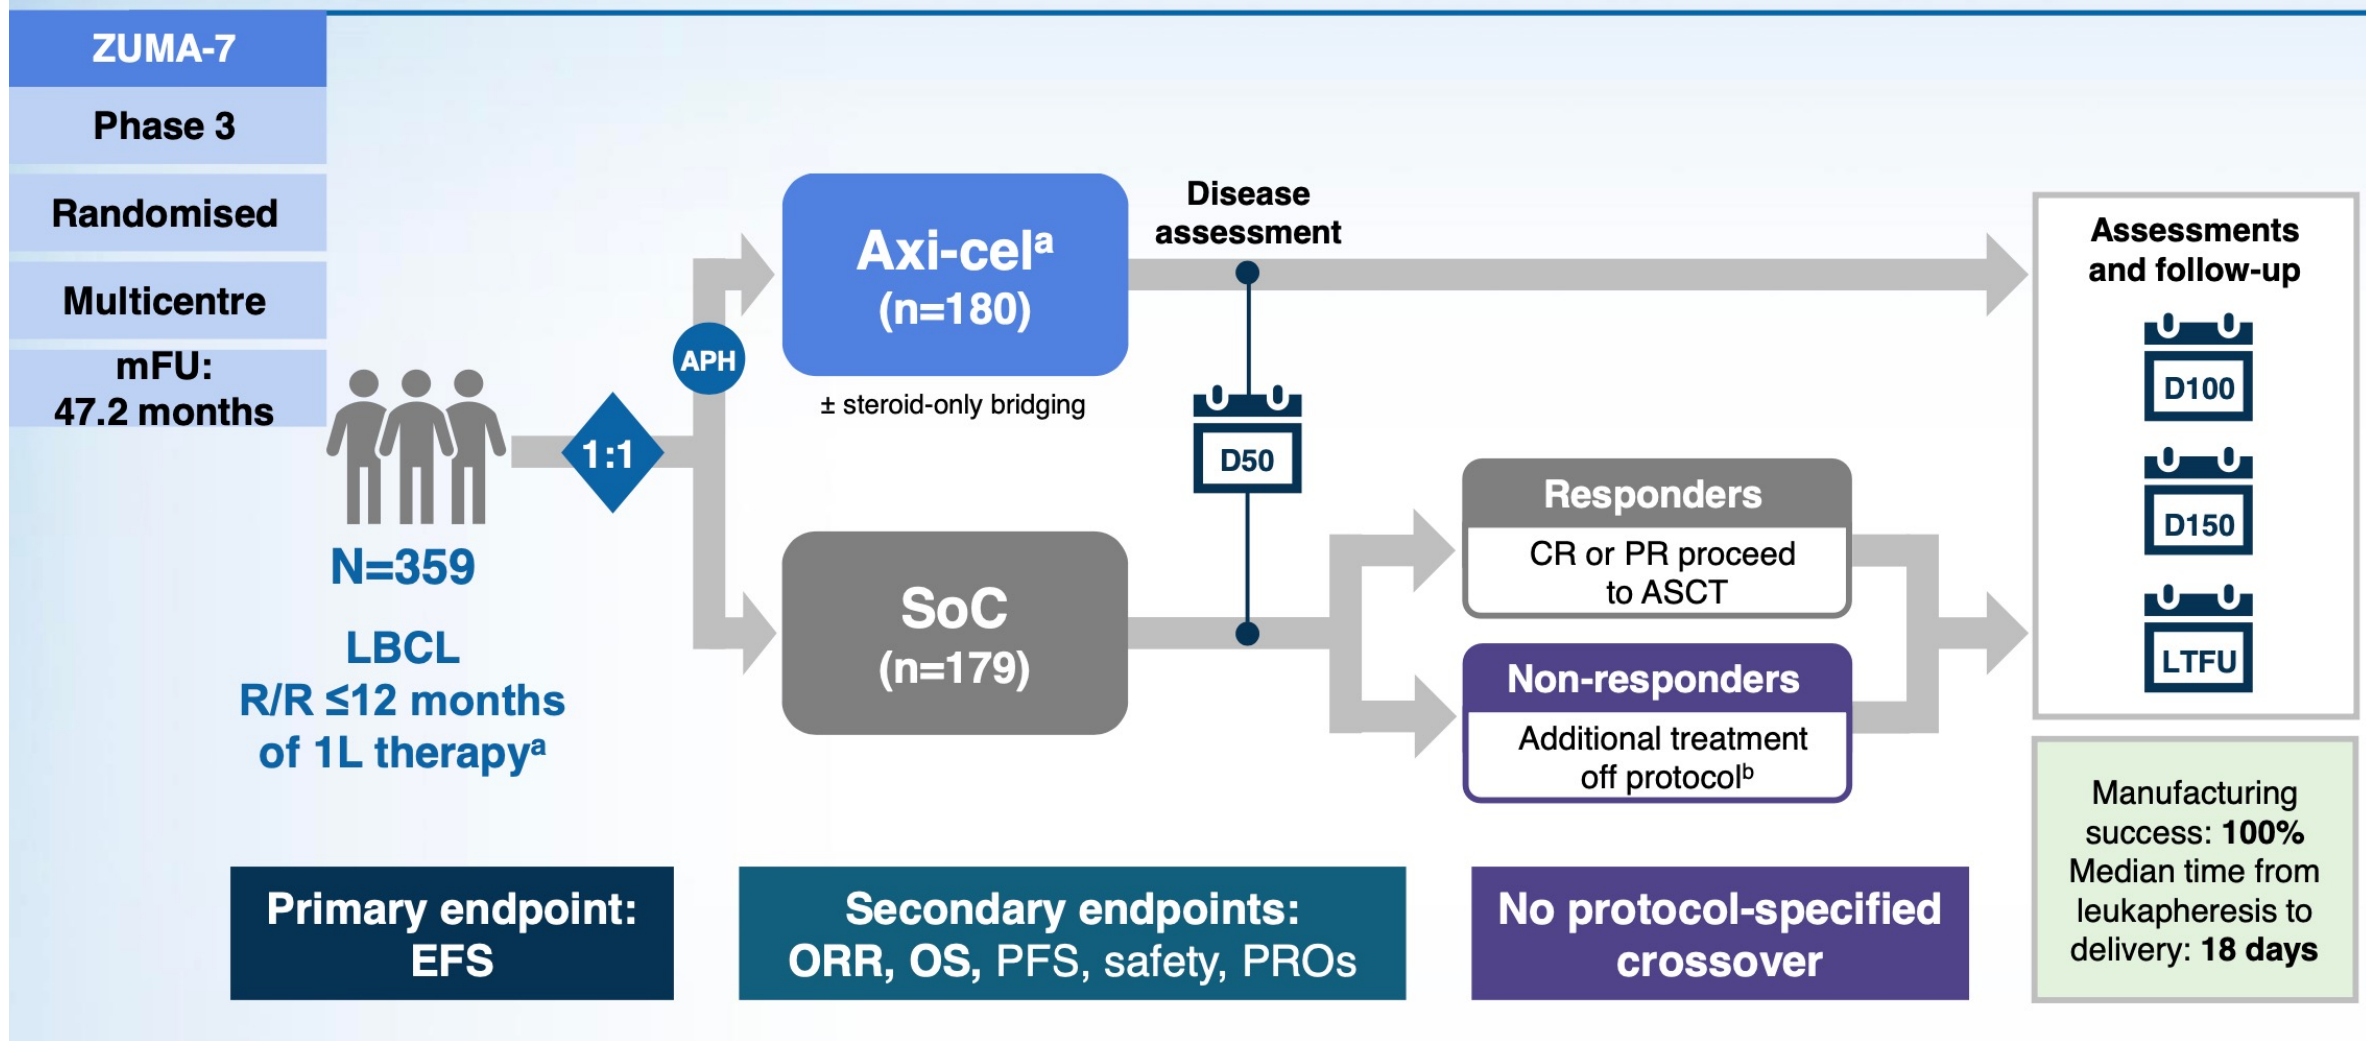 ZUMA-7
Phase 3
Randomised
Multicentre
mFU:
47.2 months
N=359
LBCL
R/R ≤12 months
of 1L therapyᵃ
1:1
APH
Axi-celᵃ
(n=180)
± steroid-only bridging
SoC
(n=179)
Disease
assessment
D50
Responders
CR or PR proceed
to ASCT
Non-responders
Additional treatment
off protocolᵇ
Assessments
and follow-up
D100
D150
LTFU
Manufacturing
success: 100%
Median time from
leukapheresis to
delivery: 18 days
Primary endpoint:
EFS
Secondary endpoints:
ORR, OS, PFS, safety, PROs
No protocol-specified
crossover